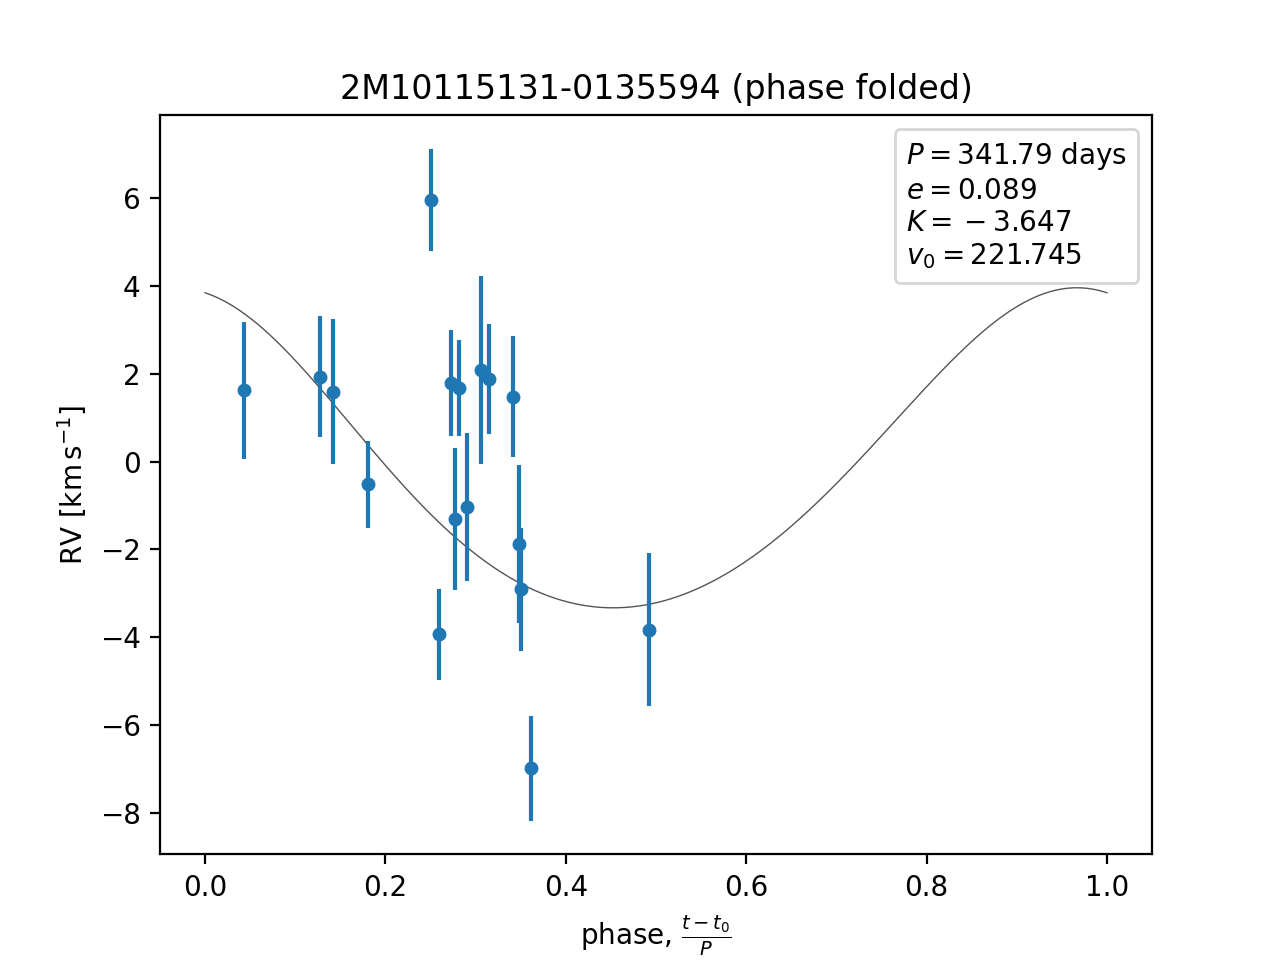 2M10115131-0135594 (phase folded)
P = 341.79 days
e = 0.089
K = −3.647
v₀ = 221.745
RV [km s⁻¹]
6
4
2
0
−2
−4
−6
−8
0.0 0.2 0.4 0.6 0.8 1.0
phase, (t − t₀)/P